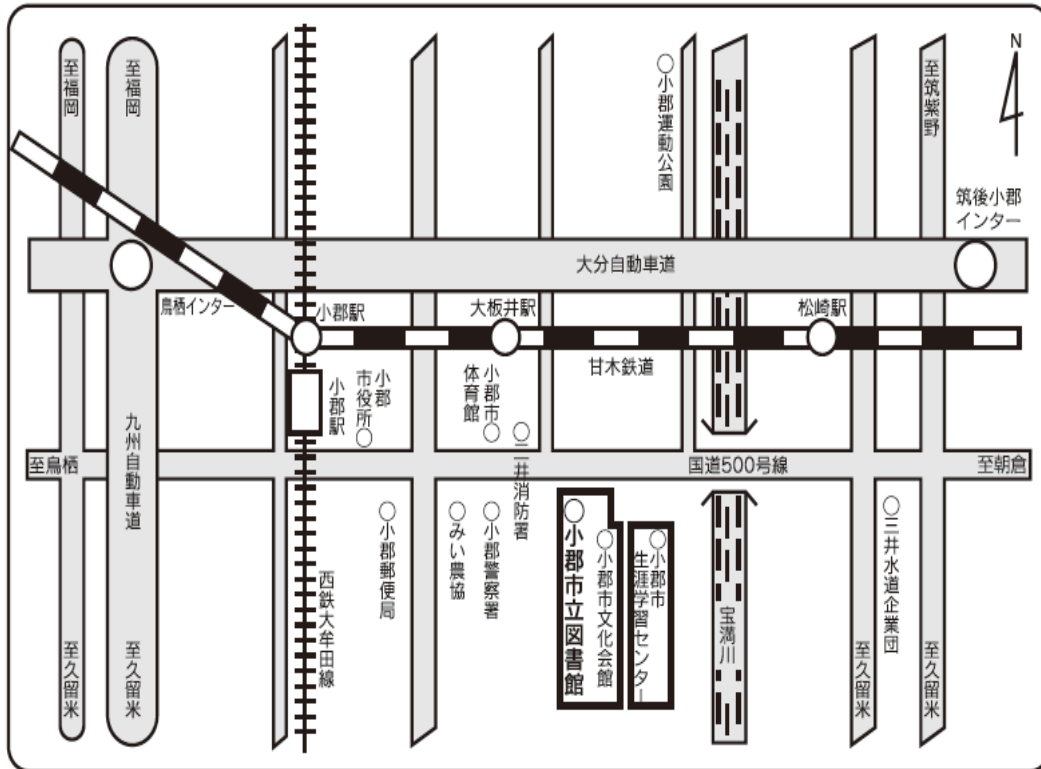 至福岡
至福岡
小郡運動公園
至筑紫野
N
筑後小郡
インター
大分自動車道
鳥栖インター
小郡駅
大板井駅
松崎駅
甘木鉄道
小郡駅
小郡
市役所
小郡市
体育館
三井消防署
九州自動車道
至鳥栖
国道500号線
至朝倉
小郡郵便局
みい農協
小郡警察署
小郡市立図書館
小郡市文化会館
小郡市
生涯学習センター
三井水道企業団
西鉄大牟田線
宝満川
至久留米
至久留米
至久留米
至久留米